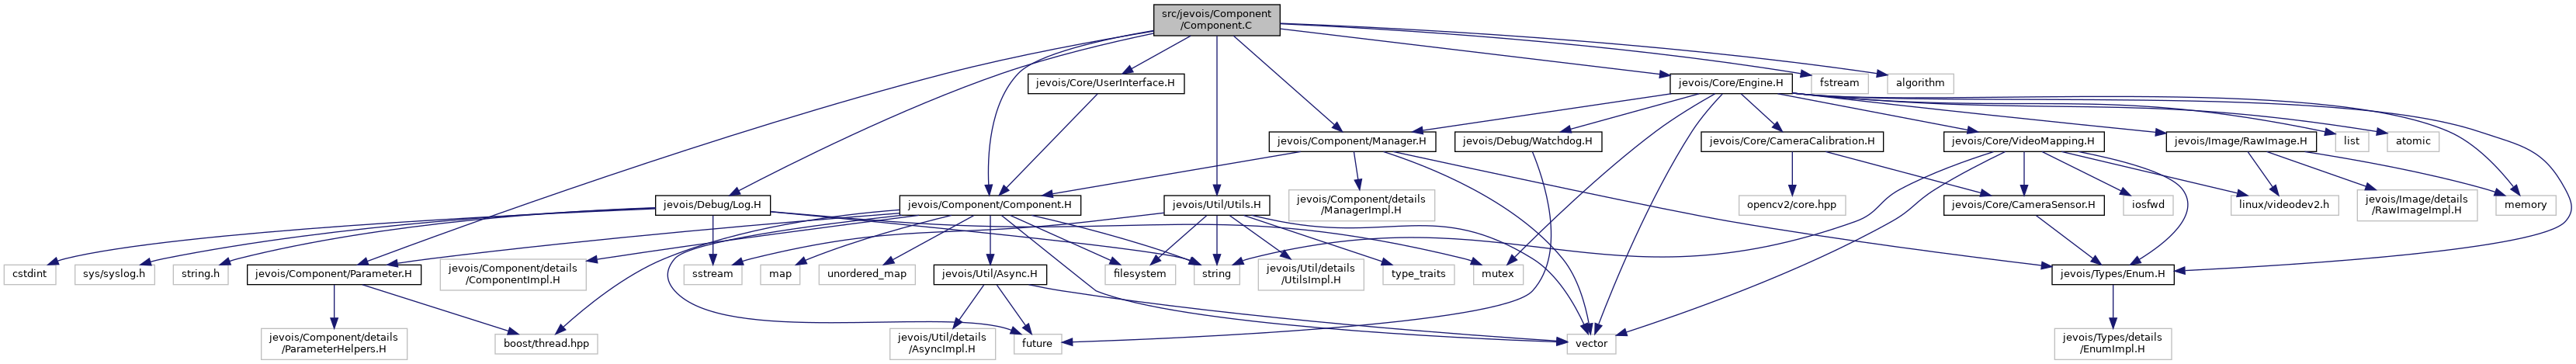 src/jevois/Component
/Component.C
jevois/Core/UserInterface.H
jevois/Core/Engine.H
fstream
algorithm
jevois/Component/Manager.H
jevois/Debug/Watchdog.H
jevois/Core/CameraCalibration.H
jevois/Core/VideoMapping.H
jevois/Image/RawImage.H
list
atomic
jevois/Debug/Log.H
jevois/Component/Component.H
jevois/Util/Utils.H
jevois/Component/details
/ManagerImpl.H
opencv2/core.hpp
jevois/Core/CameraSensor.H
iosfwd
linux/videodev2.h
jevois/Image/details
/RawImageImpl.H
memory
cstdint
sys/syslog.h
string.h
jevois/Component/Parameter.H
jevois/Component/details
/ComponentImpl.H
sstream
map
unordered_map
jevois/Util/Async.H
filesystem
string
jevois/Util/details
/UtilsImpl.H
type_traits
mutex
jevois/Types/Enum.H
jevois/Component/details
/ParameterHelpers.H
boost/thread.hpp
jevois/Util/details
/AsyncImpl.H
future
vector
jevois/Types/details
/EnumImpl.H